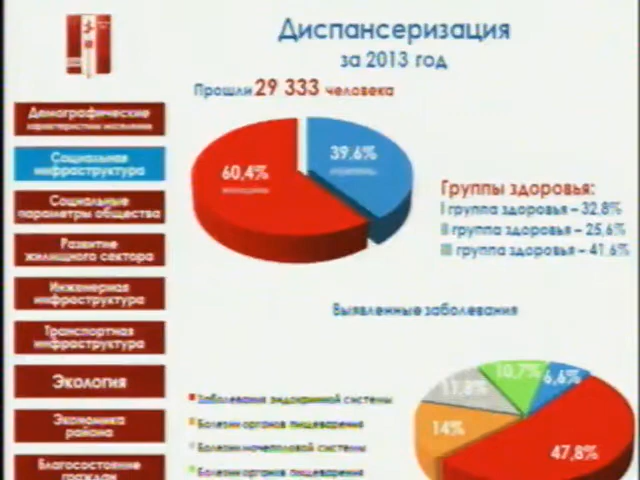 Диспансеризация
за 2013 год
Прошли 29 333 человека
Демографические
характеристики населения
Социальная
инфраструктура
Социальные
параметры общества
Развитие
жилищного сектора
Инженерная
инфраструктура
Транспортная
инфраструктура
Экология
Экономика
района
Благосостояние
граждан
60,4%
женщины
39,6%
мужчины
Группы здоровья:
I группа здоровья – 32,8%
II группа здоровья – 25,6%
III группа здоровья – 41,6%
Выявленные заболевания
Заболевания эндокринной системы
Болезни органов пищеварения
Болезни мочеполовой системы
Болезни органов пищеварения
47,8%
14%
11,8%
10,7%
6,6%